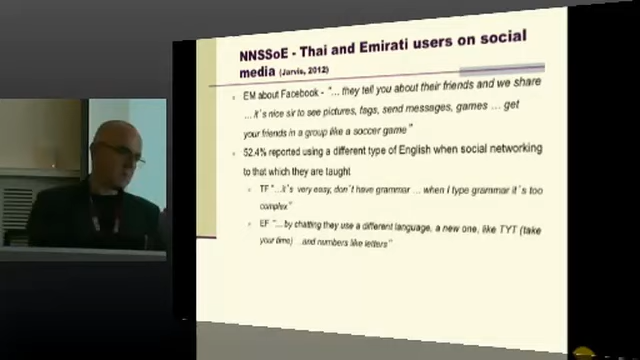 NNSSoE - Thai and Emirati users on social
media (Jarvis, 2012)
EM about Facebook - "... they tell you about their friends and we share
... it's nice sir to see pictures, tags, send messages, games ... get
your friends in a group like a soccer game"
52.4% reported using a different type of English when social networking
to that which they are taught
TF "...it's very easy, don't have grammar ... when I type grammar it's too
complex"
EF "...by chatting they use a different language, a new one, like TYT (take
your time) ...and numbers like letters"